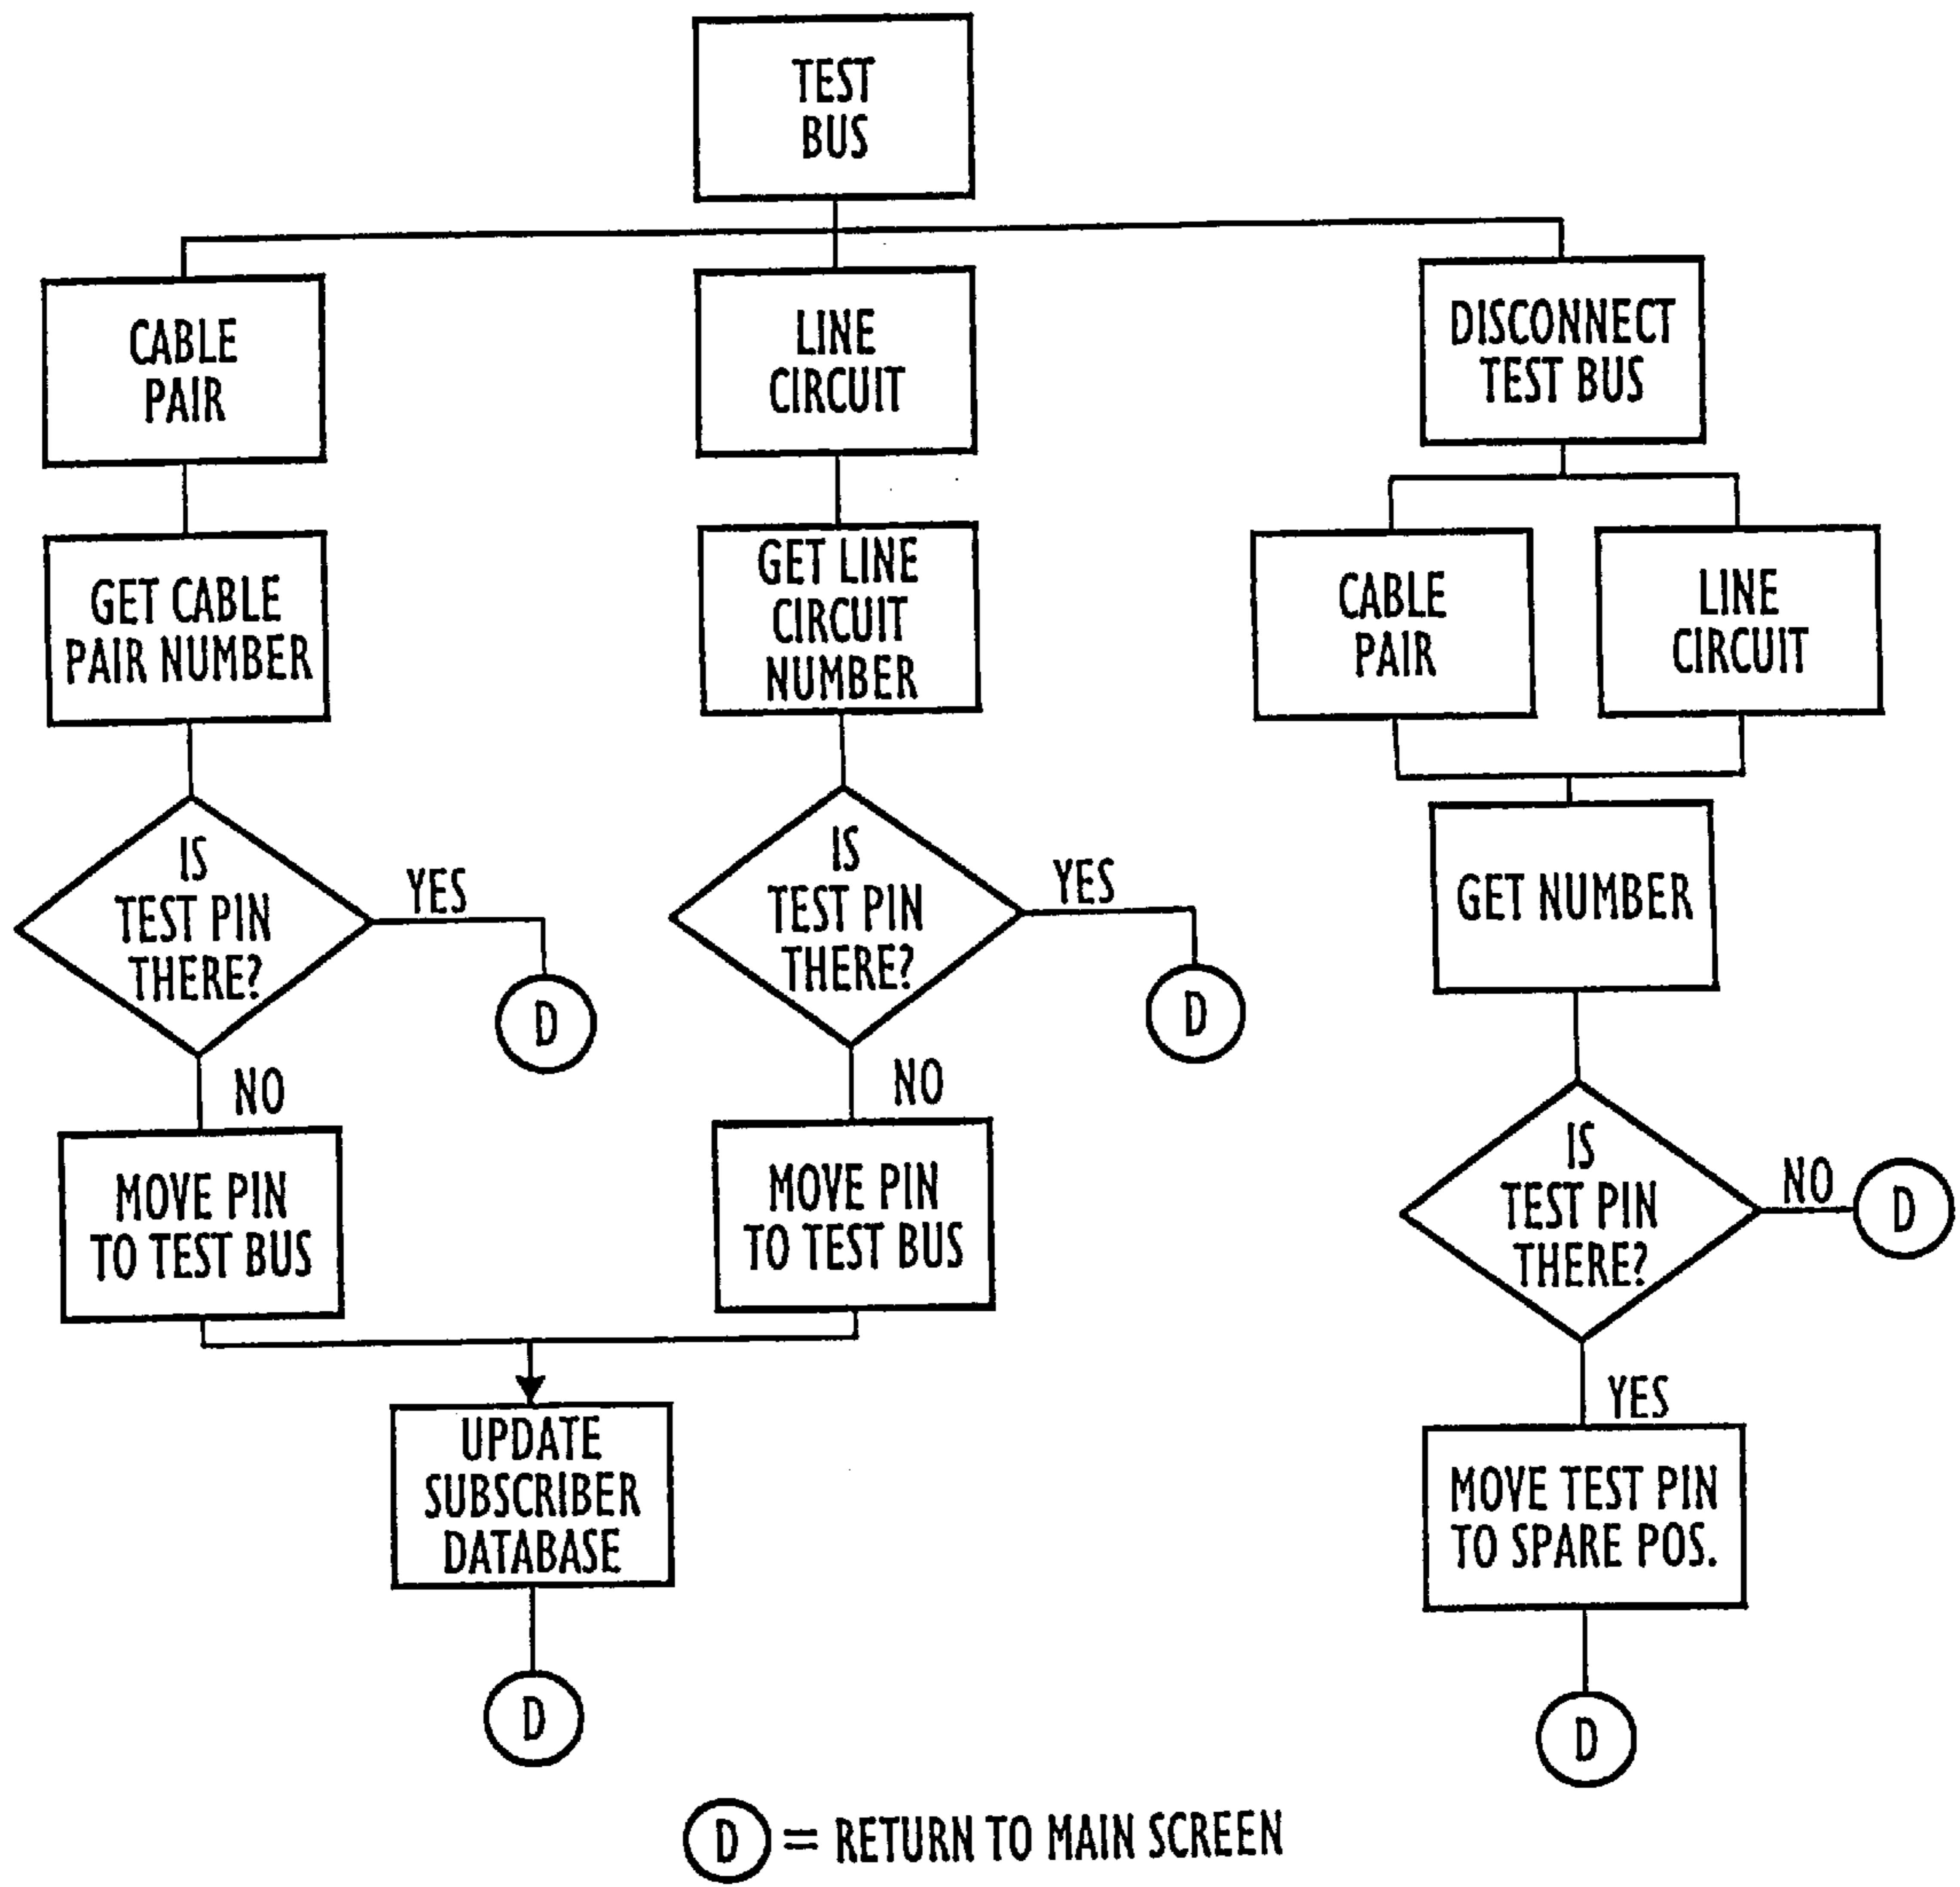 TEST
BUS
CABLE
PAIR
LINE
CIRCUIT
DISCONNECT
TEST BUS
GET CABLE
PAIR NUMBER
GET LINE
CIRCUIT
NUMBER
CABLE
PAIR
LINE
CIRCUIT
IS
TEST PIN
THERE?
YES
D
NO
IS
TEST PIN
THERE?
YES
D
NO
GET NUMBER
MOVE PIN
TO TEST BUS
MOVE PIN
TO TEST BUS
IS
TEST PIN
THERE?
NO
D
YES
UPDATE
SUBSCRIBER
DATABASE
MOVE TEST PIN
TO SPARE POS.
D
D
D = RETURN TO MAIN SCREEN